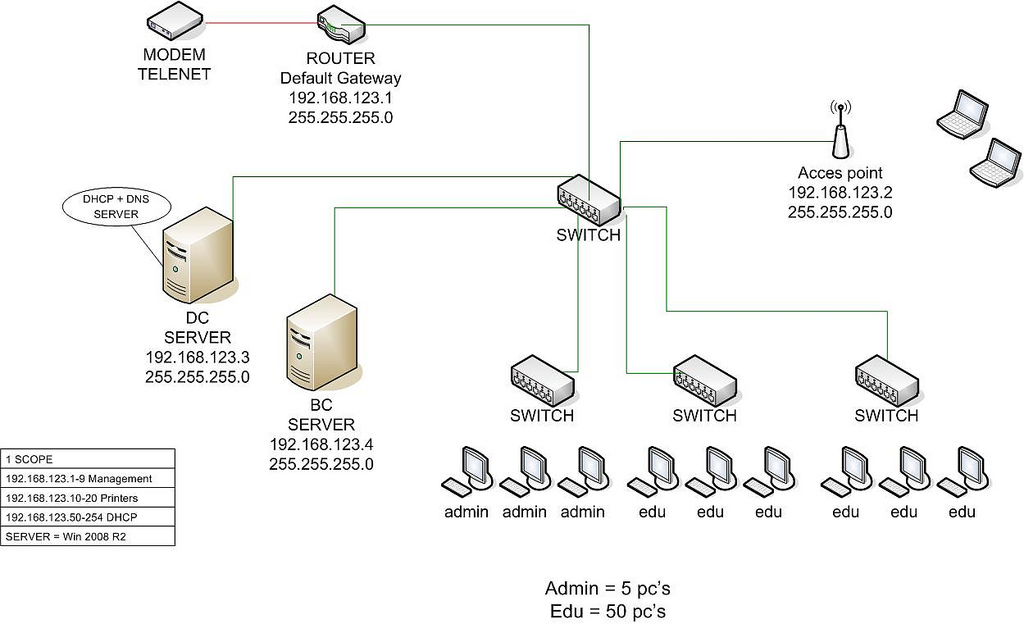 MODEM
TELENET
ROUTER
Default Gateway
192.168.123.1
255.255.255.0
Acces point
192.168.123.2
255.255.255.0
DHCP + DNS
SERVER
SWITCH
DC
SERVER
192.168.123.3
255.255.255.0
BC
SERVER
192.168.123.4
255.255.255.0
SWITCH
SWITCH
SWITCH
1 SCOPE
192.168.123.1-9 Management
192.168.123.10-20 Printers
192.168.123.50-254 DHCP
SERVER = Win 2008 R2
admin
admin
admin
edu
edu
edu
edu
edu
edu
Admin = 5 pc's
Edu = 50 pc's